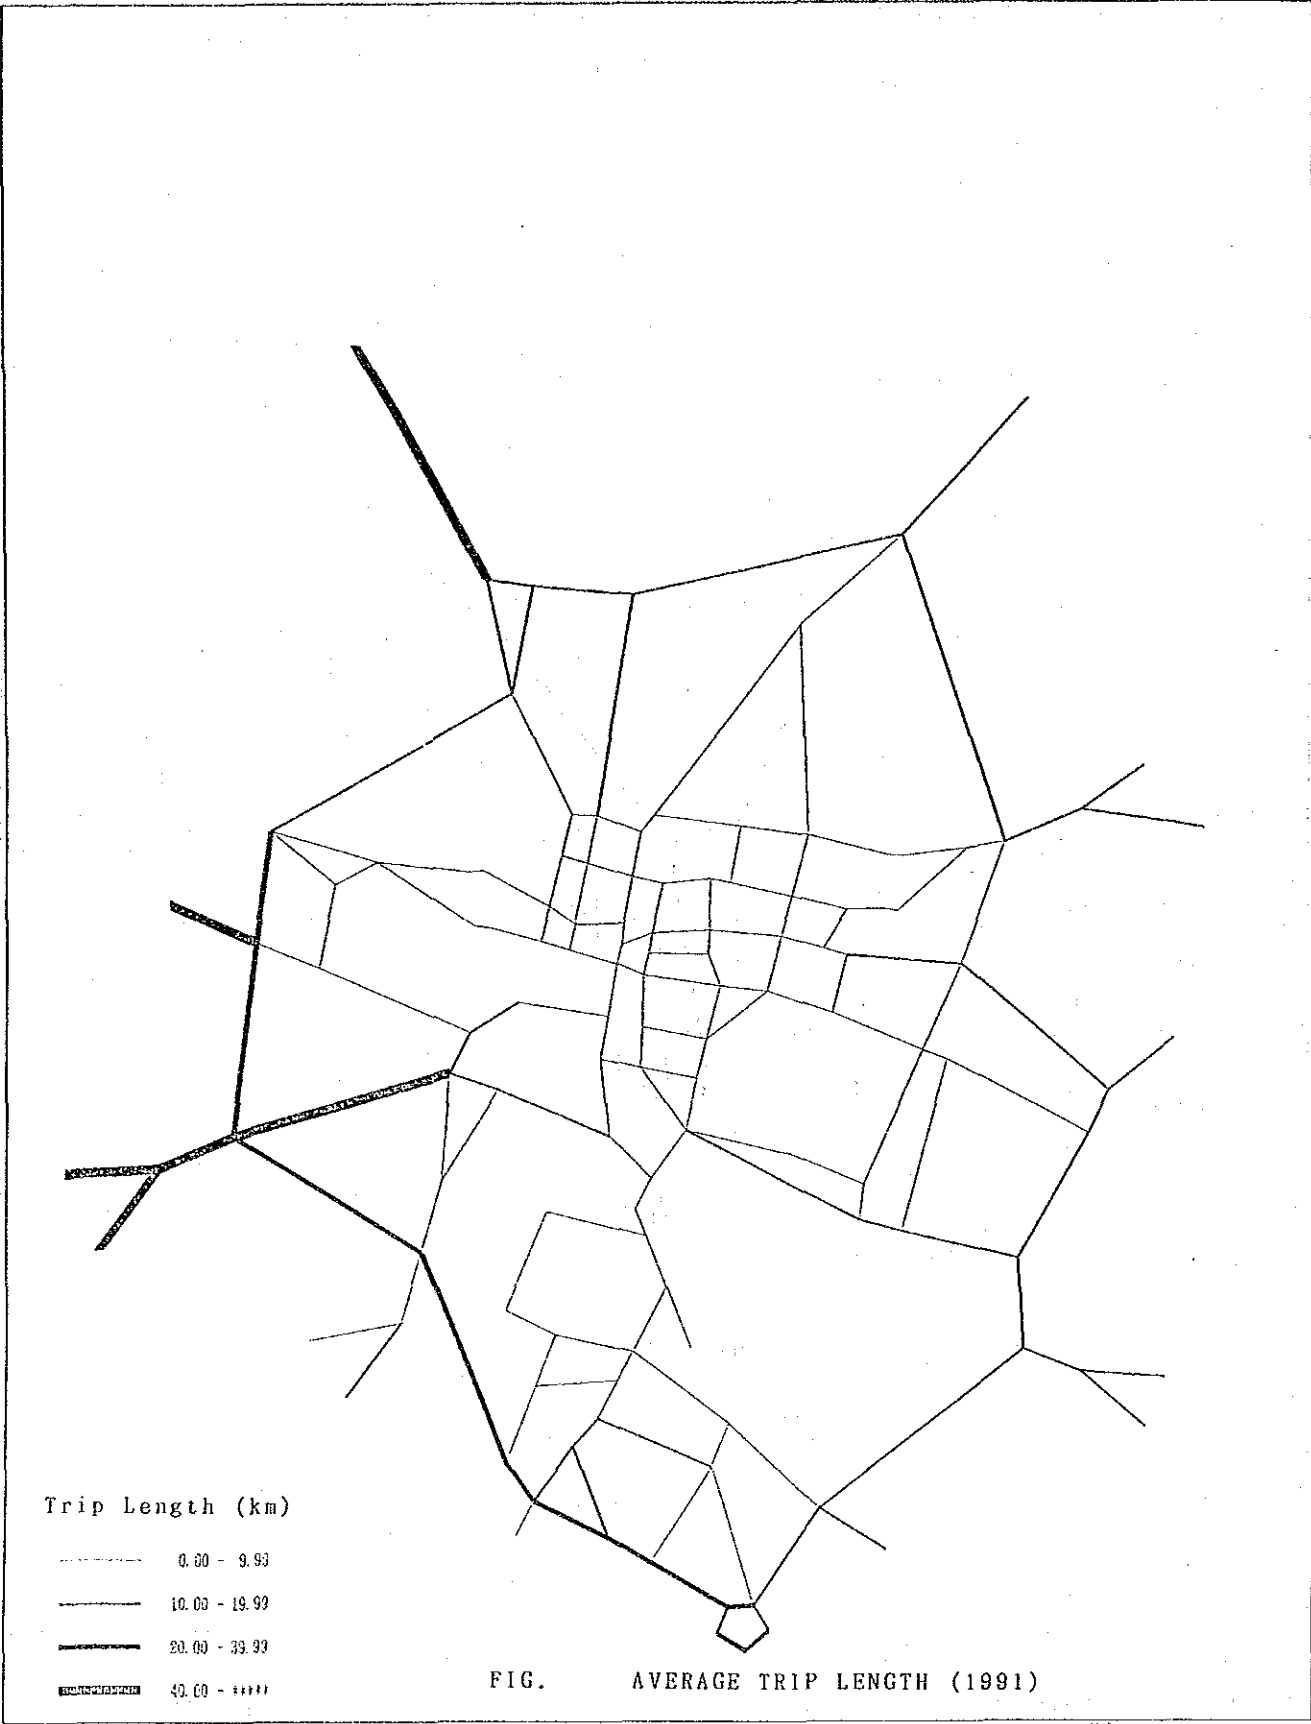 Trip Length (km)
0.00 - 9.99
10.00 - 19.99
20.00 - 39.99
40.00 - *****
FIG. AVERAGE TRIP LENGTH (1991)